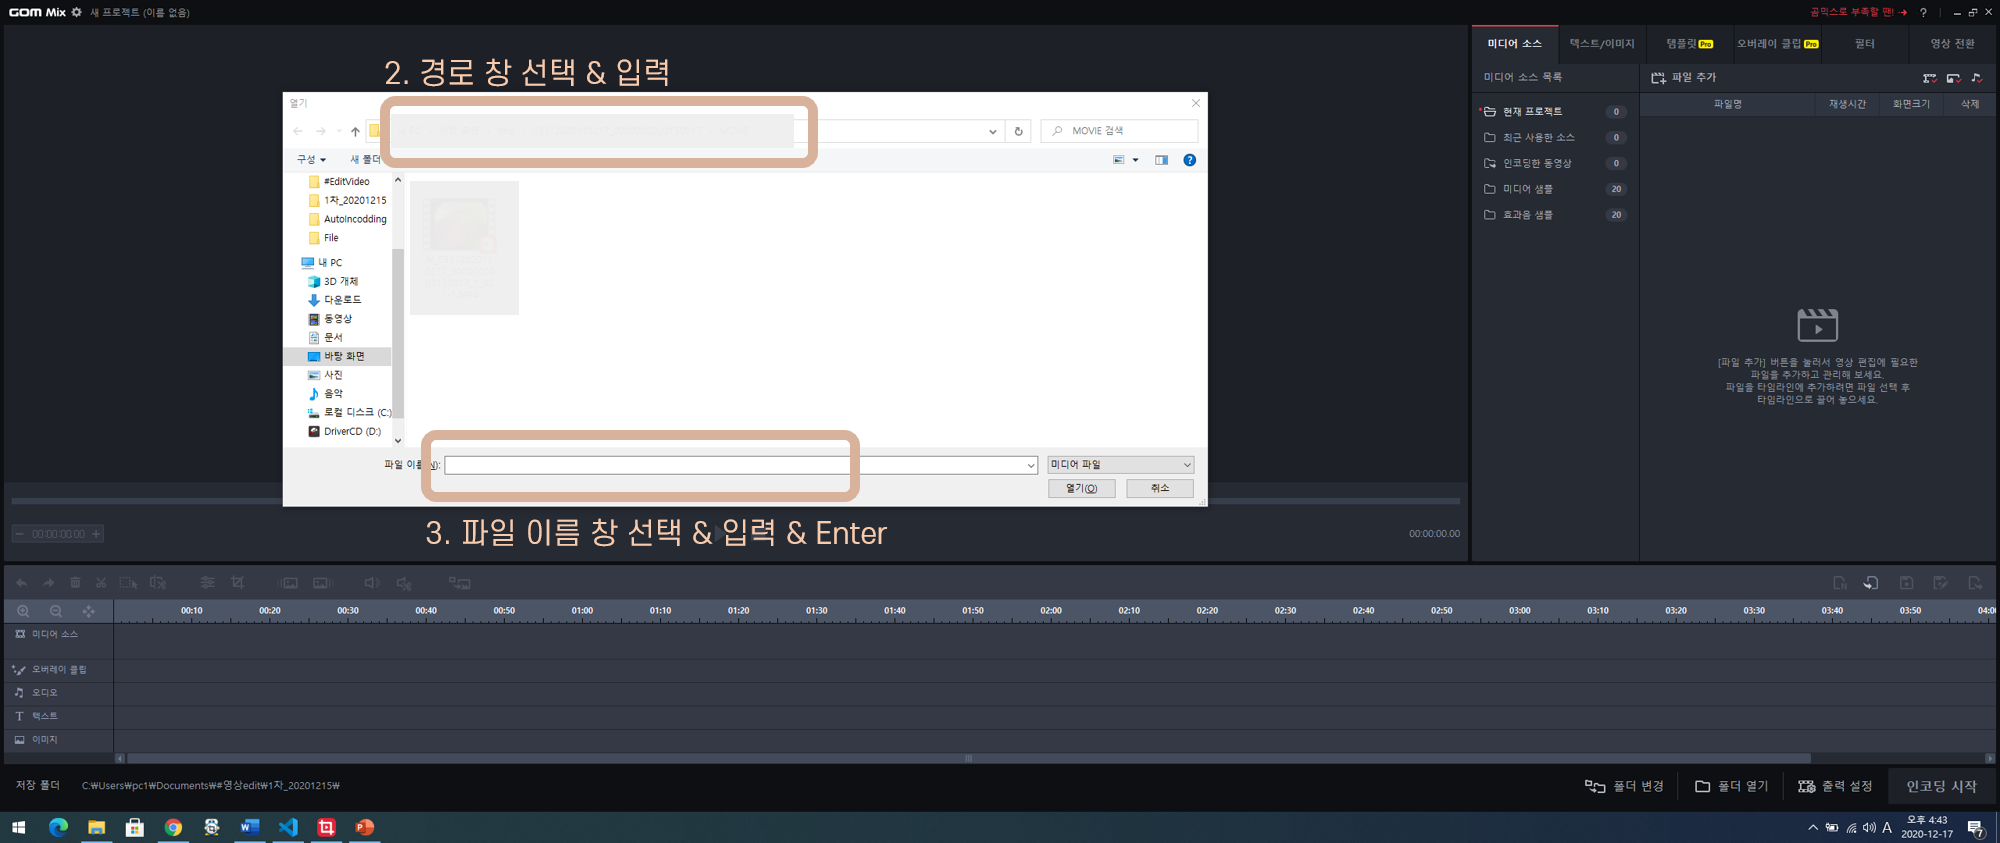 GOM Mix 새 프로젝트 (이름 없음)
곰믹스로 부족할 땐! → ?
2. 경로 창 선택 & 입력
열기
MOVIE 검색
구성 새 폴더
#EditVideo
1차_20201215
AutoIncodding
File
내 PC
3D 개체
다운로드
동영상
문서
바탕 화면
사진
음악
로컬 디스크 (C:)
DriverCD (D:)
파일 이름(N):
미디어 파일
열기(O) 취소
3. 파일 이름 창 선택 & 입력 & Enter
미디어 소스 텍스트/이미지 템플릿 Pro 오버레이 클립 Pro 필터 영상 전환
미디어 소스 목록 파일 추가
파일명 재생시간 화면크기 삭제
현재 프로젝트 0
최근 사용한 소스 0
인코딩한 동영상 0
미디어 샘플 20
효과음 샘플 20
[파일 추가] 버튼을 눌러서 영상 편집에 필요한
파일을 추가하고 관리해 보세요.
파일을 타임라인에 추가하려면 파일 선택 후
타임라인으로 끌어 놓으세요.
00:00:00.00 00:00:00.00
00:10 00:20 00:30 00:40 00:50 01:00 01:10 01:20 01:30 01:40 01:50 02:00 02:10 02:20 02:30 02:40 02:50 03:00 03:10 03:20 03:30 03:40 03:50 04:00
미디어 소스
오버레이 클립
오디오
텍스트
이미지
저장 폴더 C:₩Users₩pc1₩Documents₩#영상edit₩1차_20201215₩
폴더 변경 폴더 열기 출력 설정 인코딩 시작
A 오후 4:43
2020-12-17 7